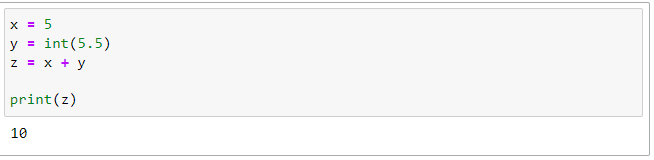 x = 5
y = int(5.5)
z = x + y
print(z)
10